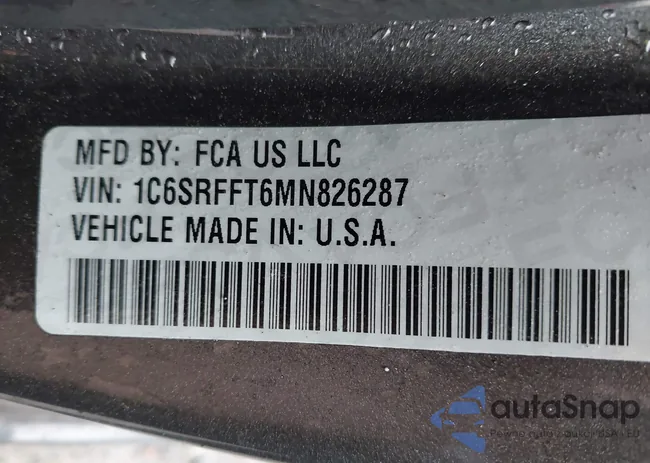 MFD BY: FCA US LLC
VIN: 1C6SRFFT6MN826287
VEHICLE MADE IN: U.S.A.
autoSnap